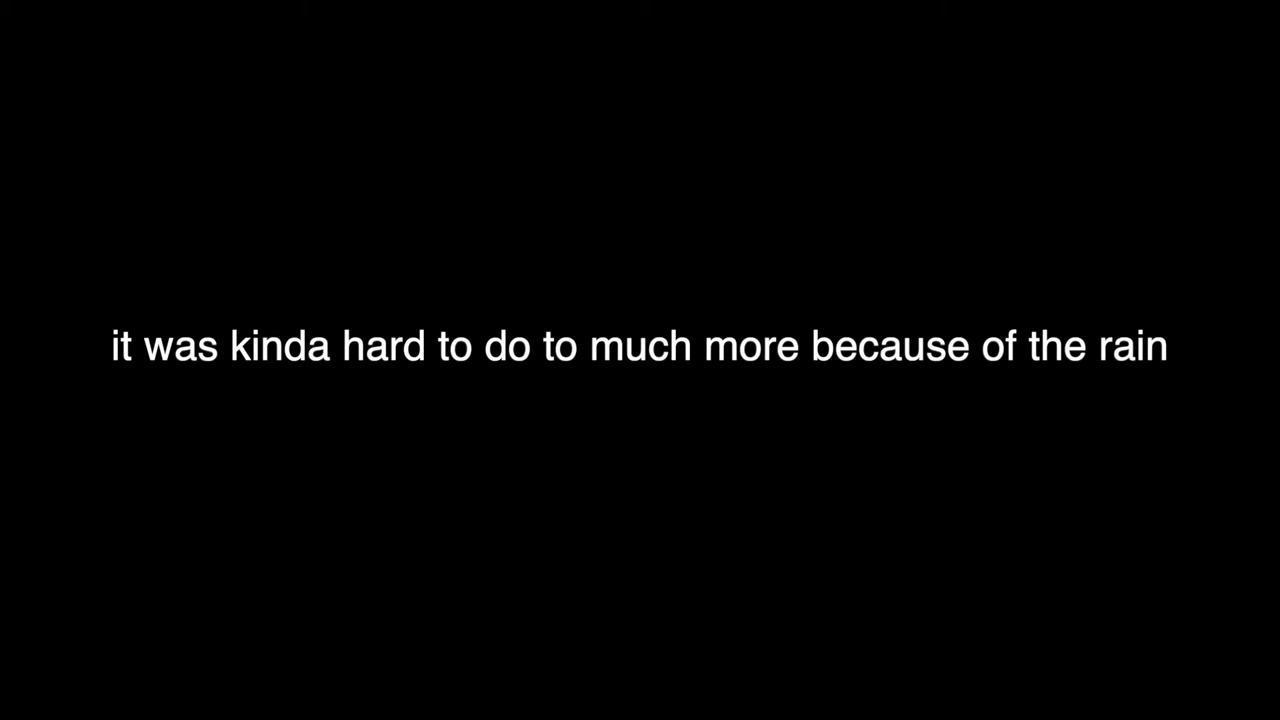 it was kinda hard to do to much more because of the rain